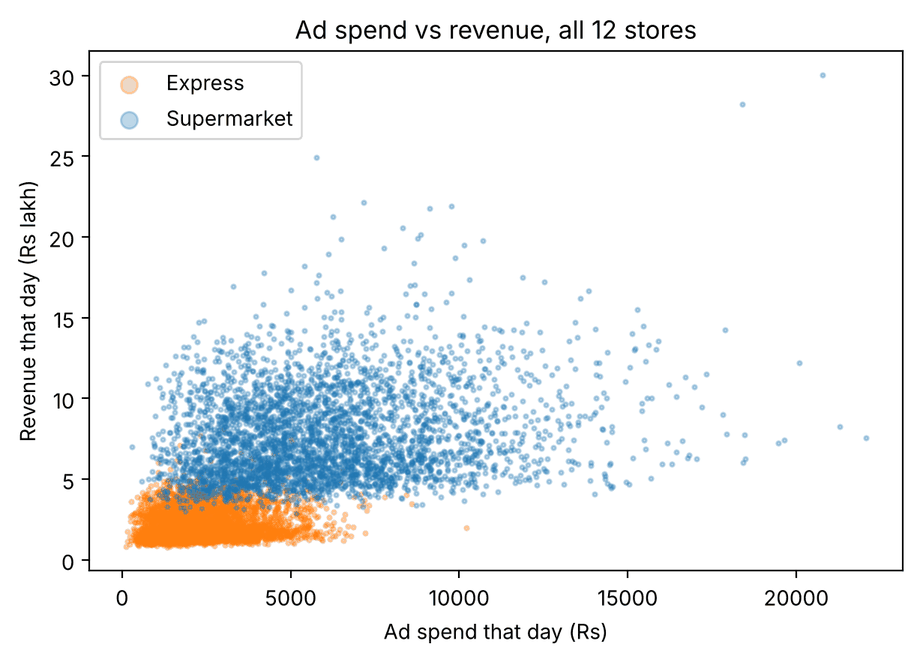 Ad spend vs revenue, all 12 stores
Express
Supermarket
Revenue that day (Rs lakh)
30
25
20
15
10
5
0
0 5000 10000 15000 20000
Ad spend that day (Rs)